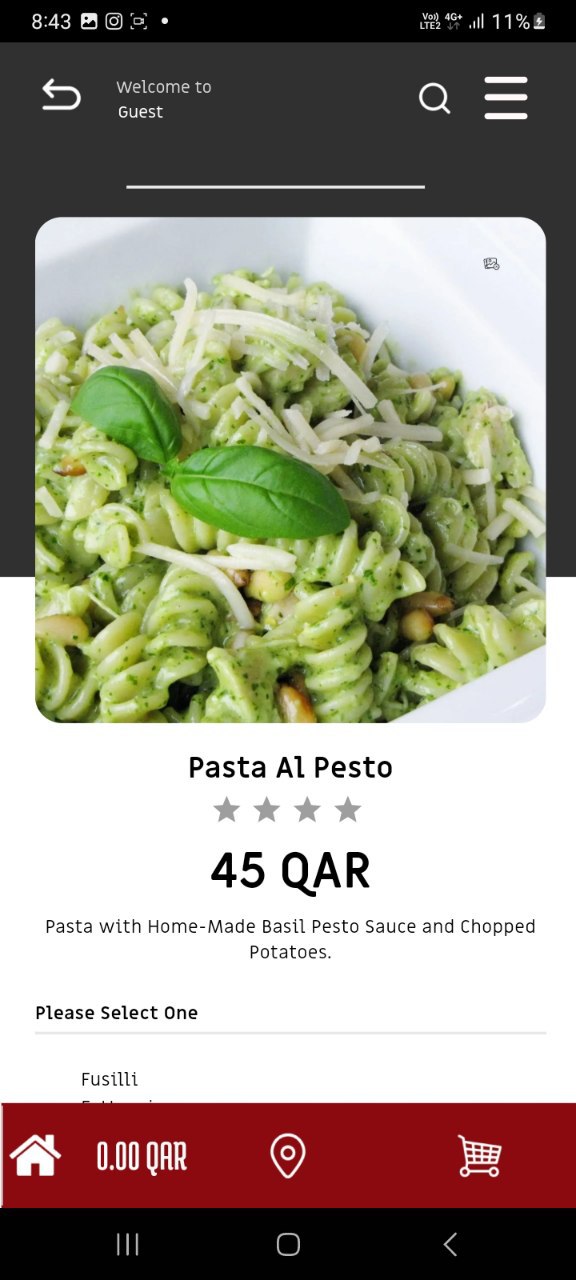 8:43
Vo) 4G+
LTE2
11%
Welcome to
Guest
Pasta Al Pesto
45 QAR
Pasta with Home-Made Basil Pesto Sauce and Chopped
Potatoes.
Please Select One
Fusilli
0.00 QAR